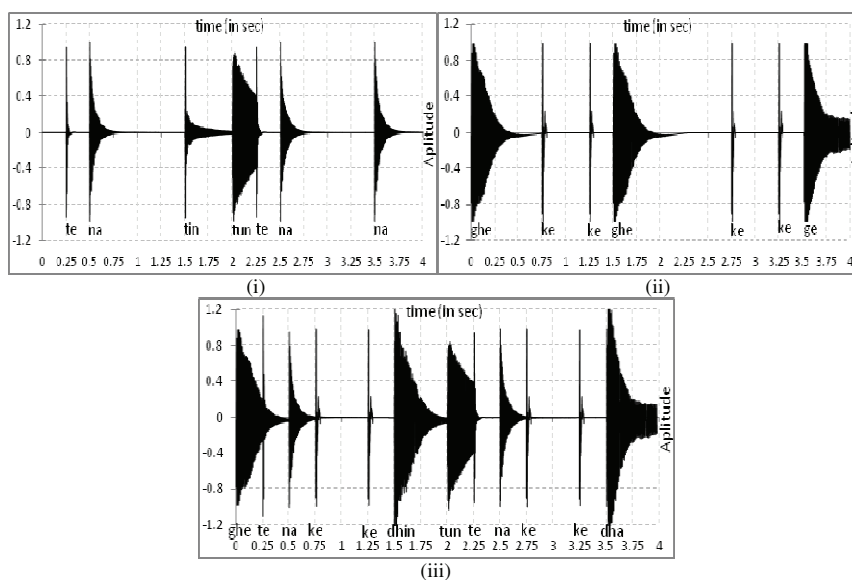 time (in sec)
1.2
0.8
0.4
0
-0.4
-0.8
-1.2
te na tin tun te na na
0 0.25 0.5 0.75 1 1.25 1.5 1.75 2 2.25 2.5 2.75 3 3.25 3.5 3.75 4
Aplitude
(i)
time (in sec)
1.2
0.8
0.4
0
-0.4
-0.8
-1.2
ghe ke ke ghe ke ke ge
0 0.25 0.5 0.75 1 1.25 1.5 1.75 2 2.25 2.5 2.75 3 3.25 3.5 3.75 4
Aplitude
(ii)
time (in sec)
1.2
0.8
0.4
0
-0.4
-0.8
-1.2
ghe te na ke ke dhin tun te na ke ke dha
0 0.25 0.5 0.75 1 1.25 1.5 1.75 2 2.25 2.5 2.75 3 3.25 3.5 3.75 4
Aplitude
(iii)